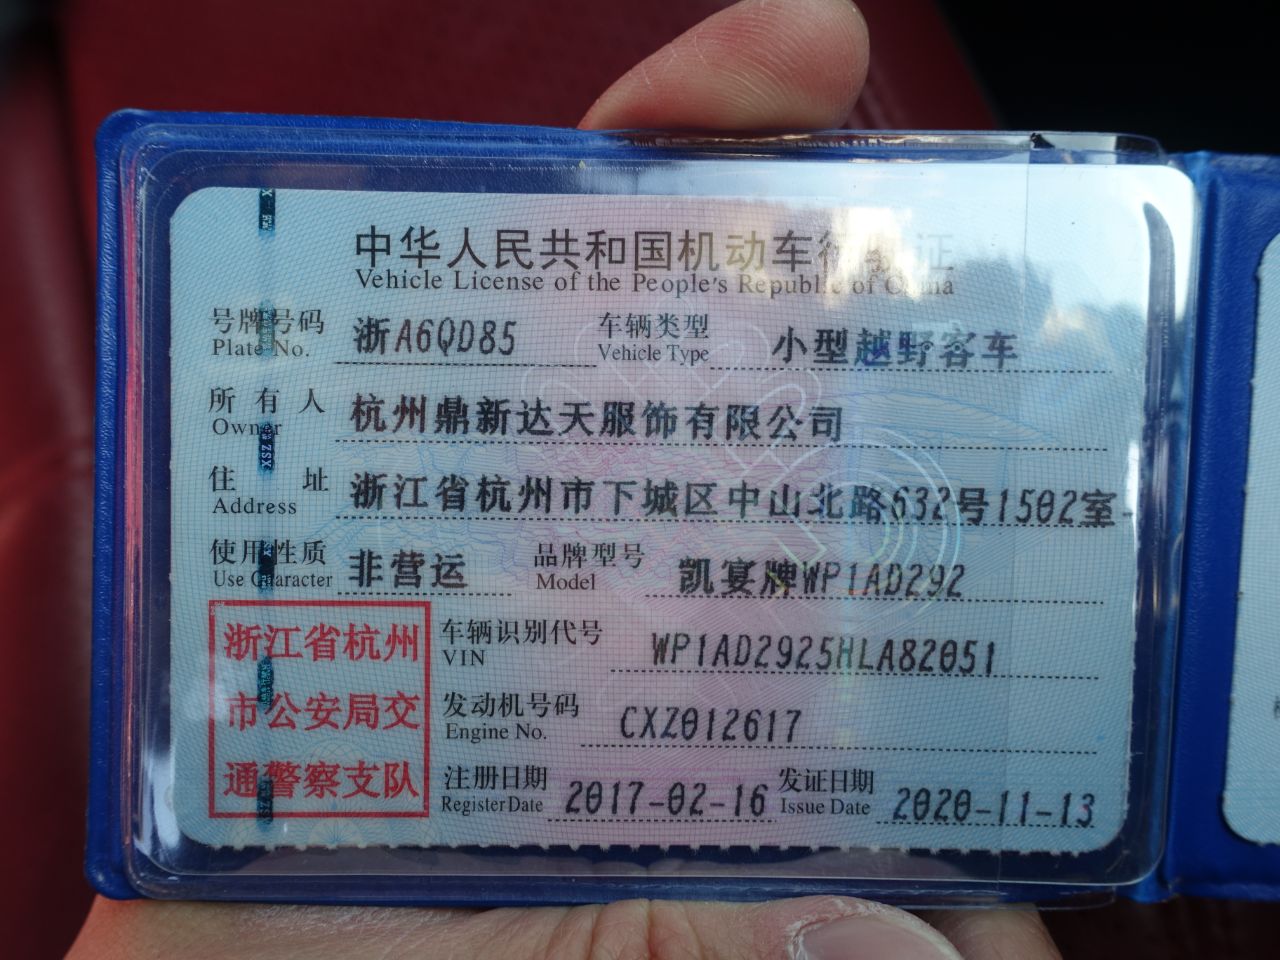 中华人民共和国机动车行驶证
Vehicle License of the People's Republic of China
号牌号码 浙A6QD85 车辆类型 小型越野客车
Plate No. Vehicle Type
所有人 杭州鼎新达天服饰有限公司
Owner
住址 浙江省杭州市下城区中山北路632号1502室
Address
使用性质 非营运 品牌型号 凯宴牌WP1AD292
Use Character Model
浙江省杭州
市公安局交
通警察支队
车辆识别代号 WP1AD2925HLA82051
VIN
发动机号码 CXZ012617
Engine No.
注册日期 2017-02-16 发证日期 2020-11-13
Register Date Issue Date